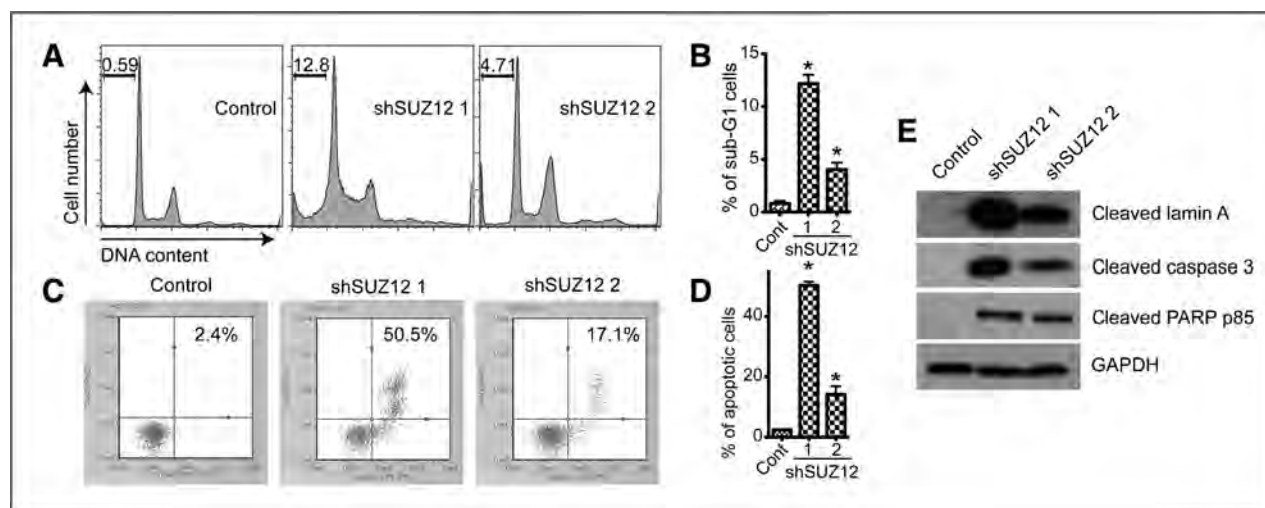 A
0.59
Control
12.8
shSUZ12 1
4.71
shSUZ12 2
Cell number
DNA content
B
15
10
5
0
% of sub-G1 cells
*
*
Cont
1
2
shSUZ12
C
Control
shSUZ12 1
shSUZ12 2
2.4%
50.5%
17.1%
D
40
20
0
% of apoptotic cells
*
*
Cont
1
2
shSUZ12
E
Control
shSUZ12 1
shSUZ12 2
Cleaved lamin A
Cleaved caspase 3
Cleaved PARP p85
GAPDH